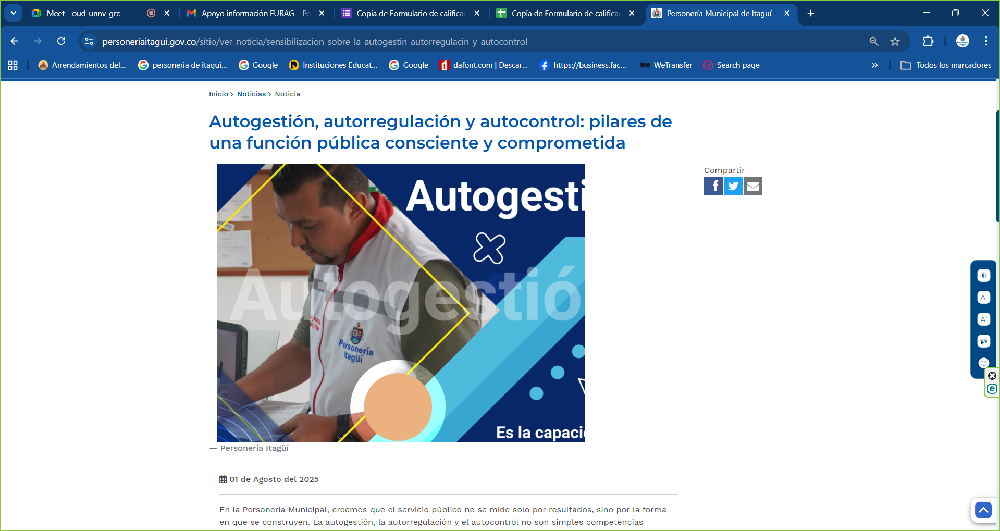 Meet - oud-unnv-grc
Apoyo información FURAG – Po
Copia de Formulario de calificac
Copia de Formulario de calificac
Personería Municipal de Itagüí
personeriaitagui.gov.co/sitio/ver_noticia/sensibilizacion-sobre-la-autogestin-autorregulacin-y-autocontrol
Arrendamientos del...
personeria de itagui...
Google
Instituciones Educat...
Google
dafont.com | Descar...
https://business.fac...
WeTransfer
Search page
Todos los marcadores
Inicio > Noticias > Noticia
Autogestión, autorregulación y autocontrol: pilares de
una función pública consciente y comprometida
Compartir
Autogesti
Autogestió
Personería
Itagüí
Es la capaci
— Personería Itagüí
01 de Agosto del 2025
En la Personería Municipal, creemos que el servicio público no se mide solo por resultados, sino por la forma
en que se construyen. La autogestión, la autorregulación y el autocontrol no son simples competencias